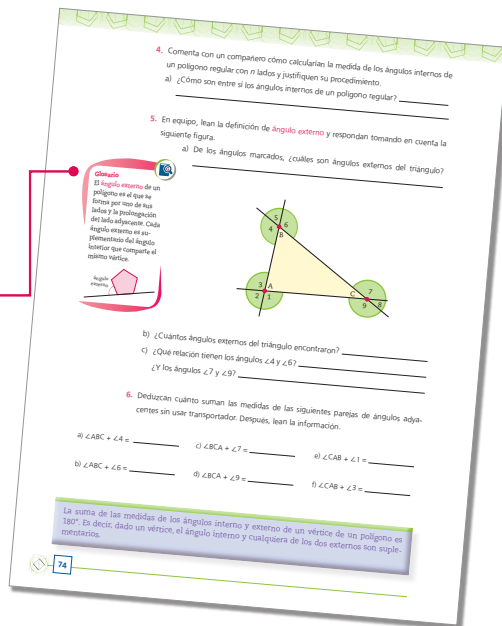 4. Comenta con un compañero cómo calcularían la medida de los ángulos internos de
un polígono regular con n lados y justifiquen su procedimiento.
a) ¿Cómo son entre sí los ángulos internos de un polígono regular?
5. En equipo, lean la definición de ángulo externo y respondan tomando en cuenta la
siguiente figura.
a) De los ángulos marcados, ¿cuáles son ángulos externos del triángulo?
Glosario
El ángulo externo de un
polígono es el que se
forma por uno de sus
lados y la prolongación
del lado adyacente. Cada
ángulo externo es su-
plementario del ángulo
interior que comparte el
mismo vértice.
ángulo
externo
5
6
4
B
3
A
2
1
C
7
9
8
b) ¿Cuántos ángulos externos del triángulo encontraron?
c) ¿Qué relación tienen los ángulos ∠4 y ∠6?
¿Y los ángulos ∠7 y ∠9?
6. Deduzcan cuánto suman las medidas de las siguientes parejas de ángulos adya-
centes sin usar transportador. Después, lean la información.
a) ∠ABC + ∠4 =
c) ∠BCA + ∠7 =
e) ∠CAB + ∠1 =
b) ∠ABC + ∠6 =
d) ∠BCA + ∠9 =
f) ∠CAB + ∠3 =
La suma de las medidas de los ángulos interno y externo de un vértice de un polígono es
180°. Es decir, dado un vértice, el ángulo interno y cualquiera de los dos externos son suple-
mentarios.
74